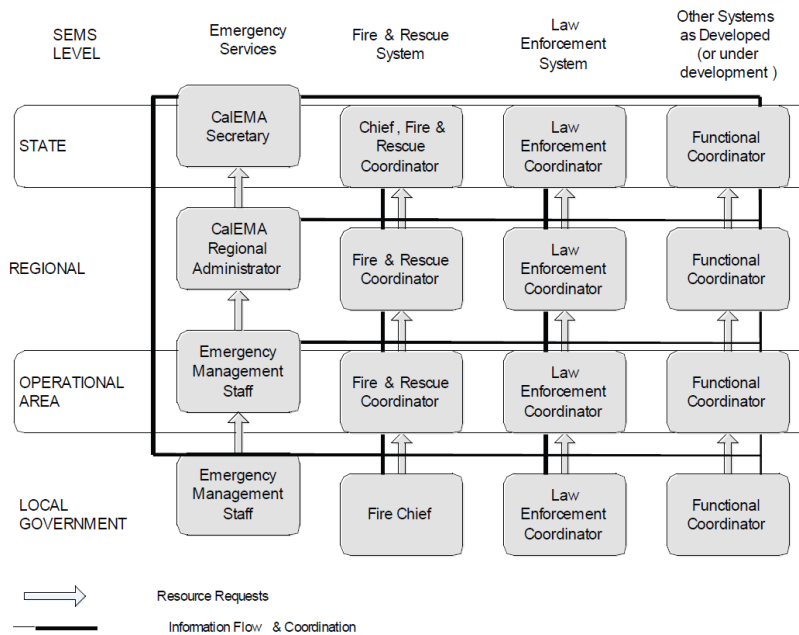 SEMS
LEVEL
Emergency
Services
Fire & Rescue
System
Law
Enforcement
System
Other Systems
as Developed
(or under
development )
STATE
CalEMA
Secretary
Chief , Fire &
Rescue
Coordinator
Law
Enforcement
Coordinator
Functional
Coordinator
REGIONAL
CalEMA
Regional
Administrator
Fire & Rescue
Coordinator
Law
Enforcement
Coordinator
Functional
Coordinator
OPERATIONAL
AREA
Emergency
Management
Staff
Fire & Rescue
Coordinator
Law
Enforcement
Coordinator
Functional
Coordinator
LOCAL
GOVERNMENT
Emergency
Management
Staff
Fire Chief
Law
Enforcement
Coordinator
Functional
Coordinator
Resource Requests
Information Flow & Coordination